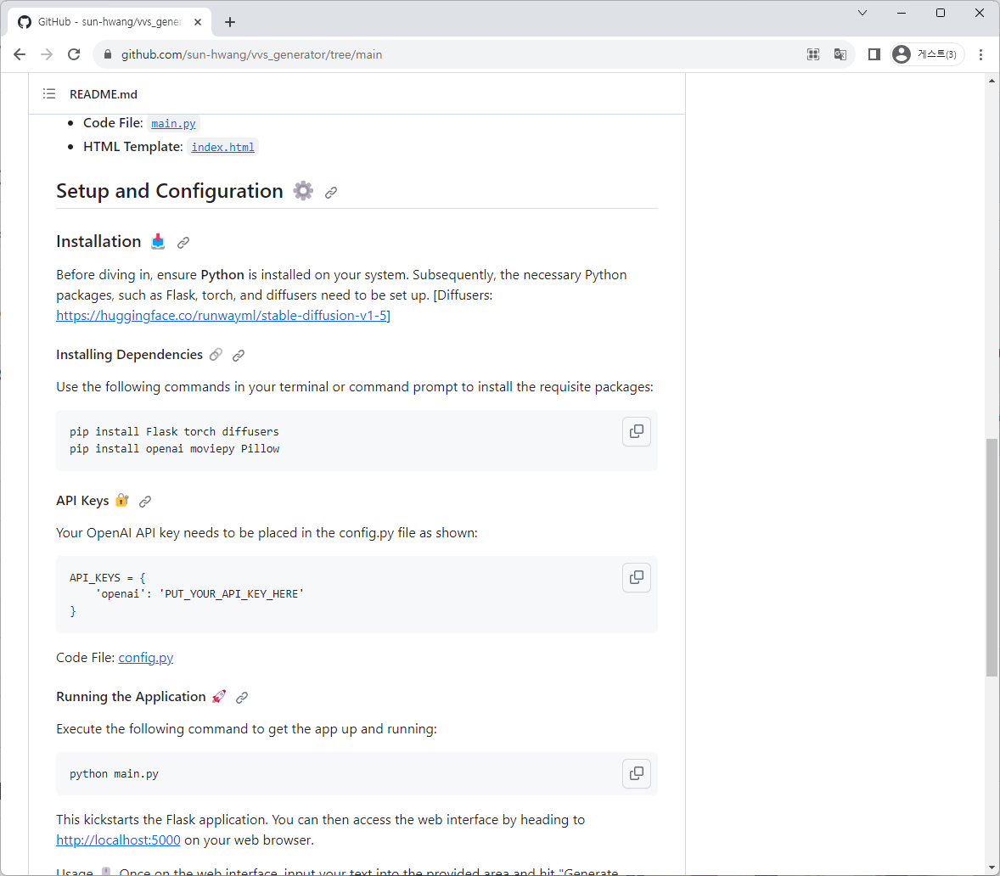 GitHub - sun-hwang/vvs_gener
github.com/sun-hwang/vvs_generator/tree/main
게스트(3)
README.md
Code File: main.py
HTML Template: index.html
Setup and Configuration
Installation
Before diving in, ensure Python is installed on your system. Subsequently, the necessary Python
packages, such as Flask, torch, and diffusers need to be set up. [Diffusers:
https://huggingface.co/runwayml/stable-diffusion-v1-5]
Installing Dependencies
Use the following commands in your terminal or command prompt to install the requisite packages:
pip install Flask torch diffusers
pip install openai moviepy Pillow
API Keys
Your OpenAI API key needs to be placed in the config.py file as shown:
API_KEYS = {
    'openai': 'PUT_YOUR_API_KEY_HERE'
}
Code File: config.py
Running the Application
Execute the following command to get the app up and running:
python main.py
This kickstarts the Flask application. You can then access the web interface by heading to
http://localhost:5000 on your web browser.
Usage Once on the web interface, input your text into the provided area and hit "Generate